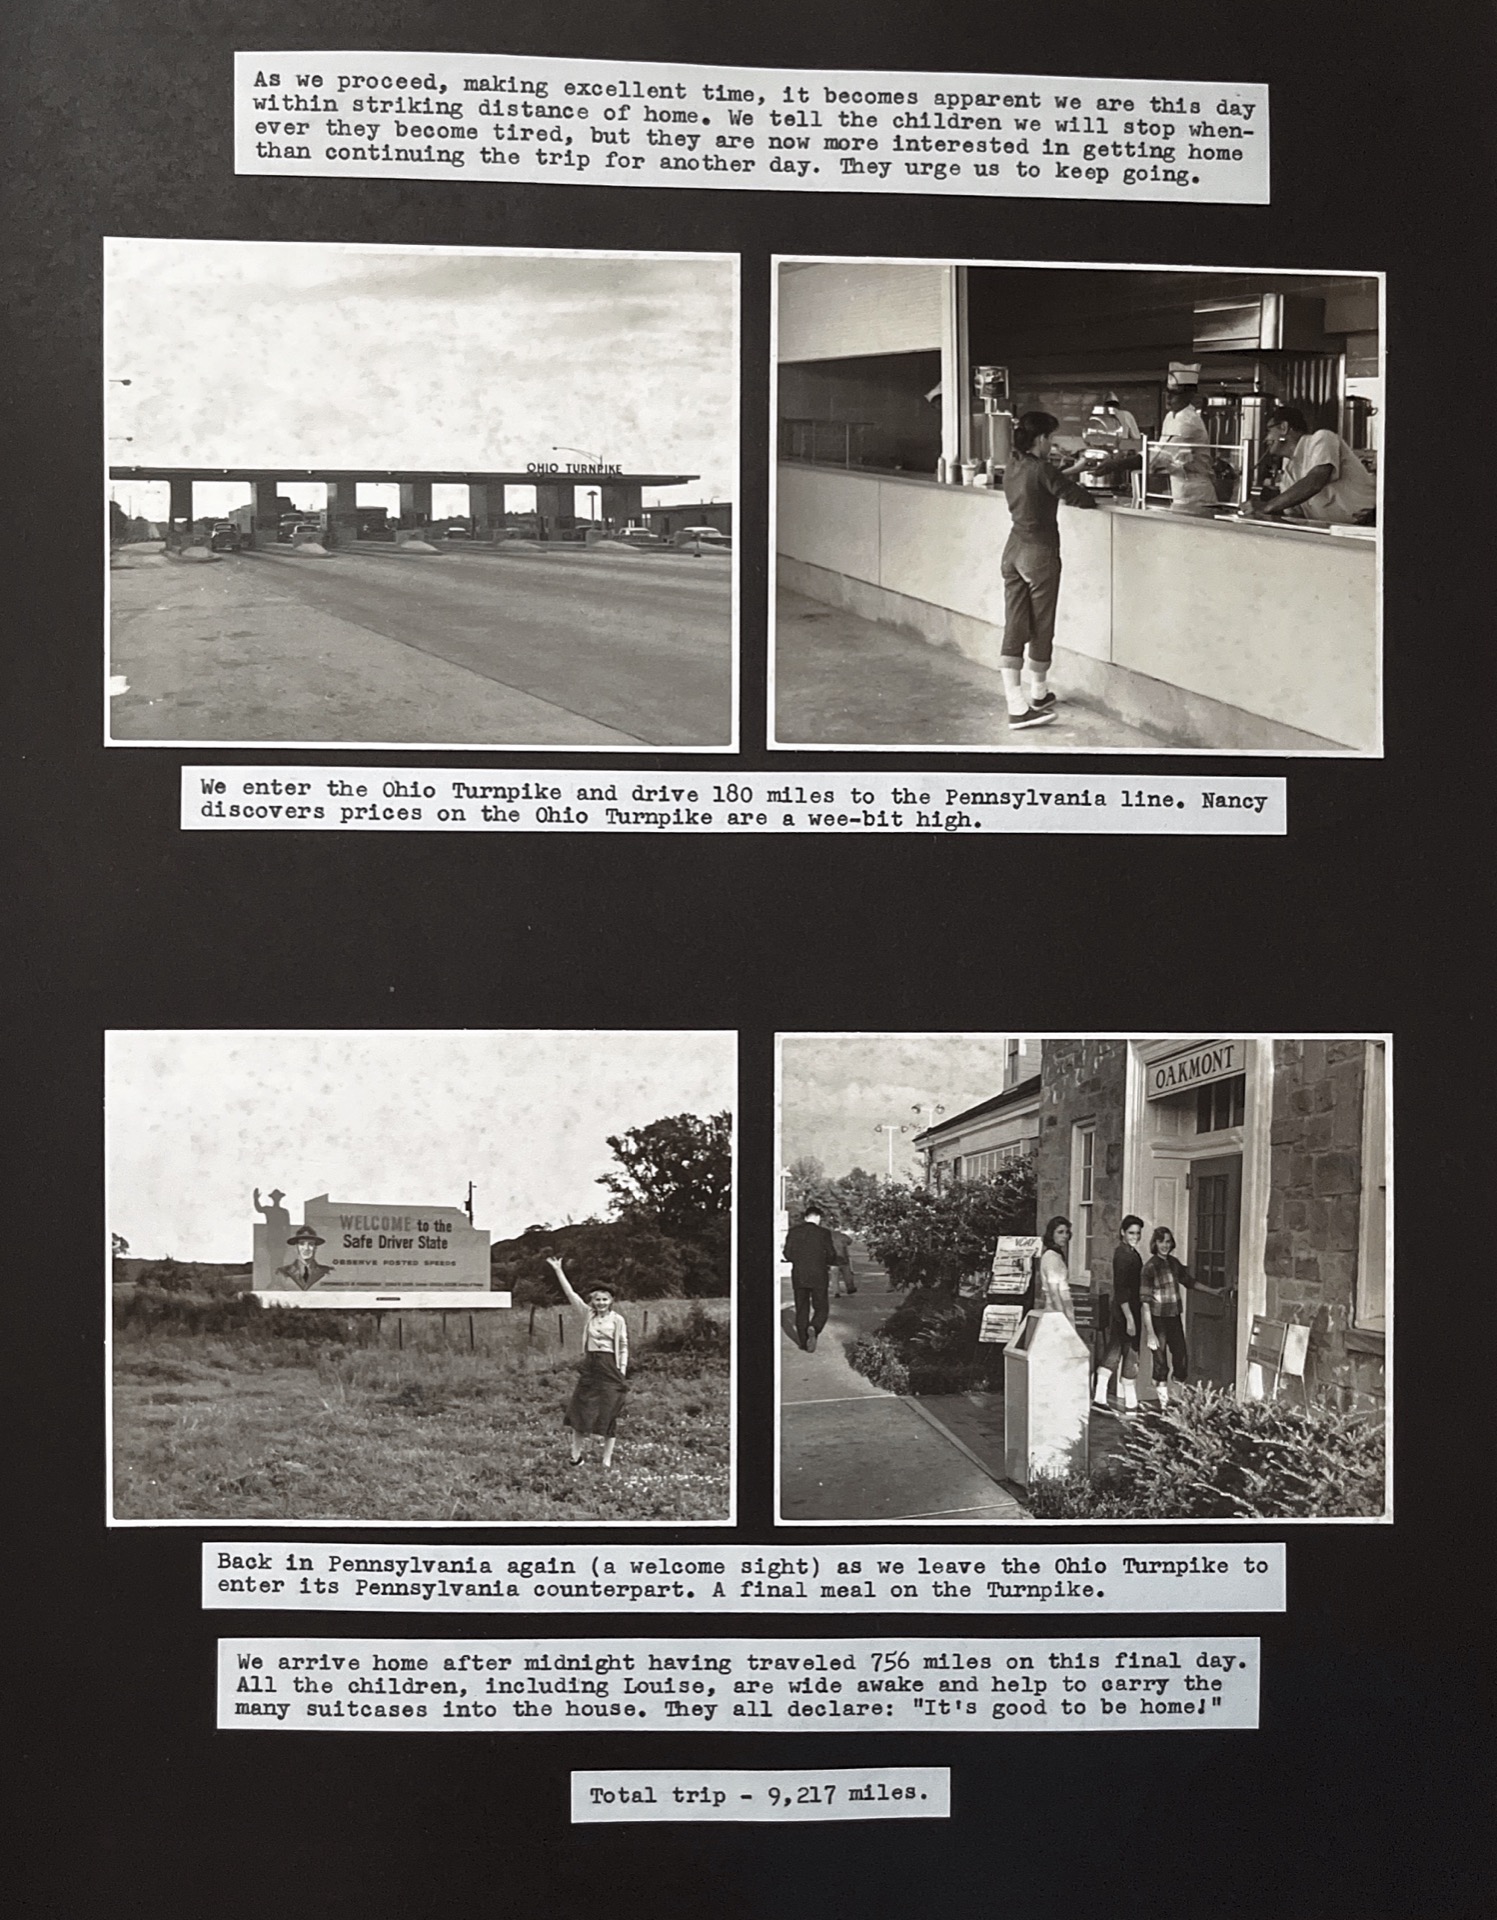 As we proceed, making excellent time, it becomes apparent we are this day
within striking distance of home. We tell the children we will stop when-
ever they become tired, but they are now more interested in getting home
than continuing the trip for another day. They urge us to keep going.
OHIO TURNPIKE
We enter the Ohio Turnpike and drive 180 miles to the Pennsylvania line. Nancy
discovers prices on the Ohio Turnpike are a wee-bit high.
WELCOME to the
Safe Driver State
OBSERVE POSTED SPEEDS
OAKMONT
Back in Pennsylvania again (a welcome sight) as we leave the Ohio Turnpike to
enter its Pennsylvania counterpart. A final meal on the Turnpike.
We arrive home after midnight having traveled 756 miles on this final day.
All the children, including Louise, are wide awake and help to carry the
many suitcases into the house. They all declare: "It's good to be home!"
Total trip - 9,217 miles.